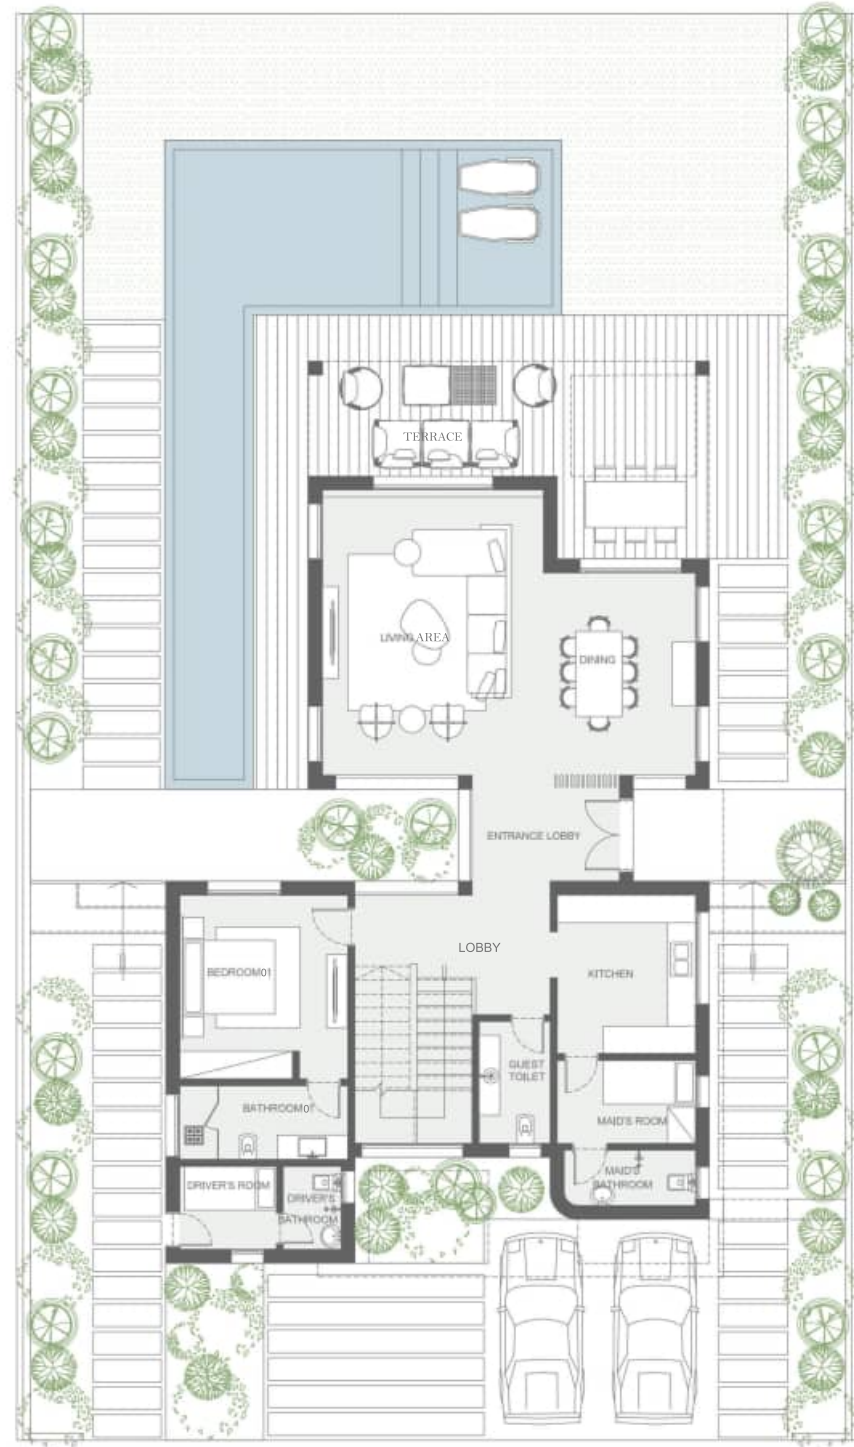 TERRACE
LIVING AREA
DINING
ENTRANCE LOBBY
LOBBY
BEDROOM01
KITCHEN
GUEST
TOILET
BATHROOM01
MAID'S ROOM
MAID'S
BATHROOM
DRIVER'S ROOM
DRIVER'S
BATHROOM